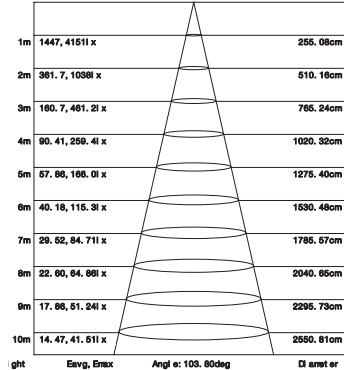 1m 1447, 4151l x 255. 08cm
2m 361. 7, 1038l x 510. 16cm
3m 160. 7, 461. 2l x 765. 24cm
4m 90. 41, 259. 4l x 1020. 32cm
5m 57. 86, 166. 0l x 1275. 40cm
6m 40. 18, 115. 3l x 1530. 48cm
7m 29. 52, 84. 71l x 1785. 57cm
8m 22. 60, 64. 86l x 2040. 65cm
9m 17. 86, 51. 24l x 2295. 73cm
10m 14. 47, 41. 51l x 2550. 81cm
ight Eavg, Emax Angl e: 103. 80deg Di amet er